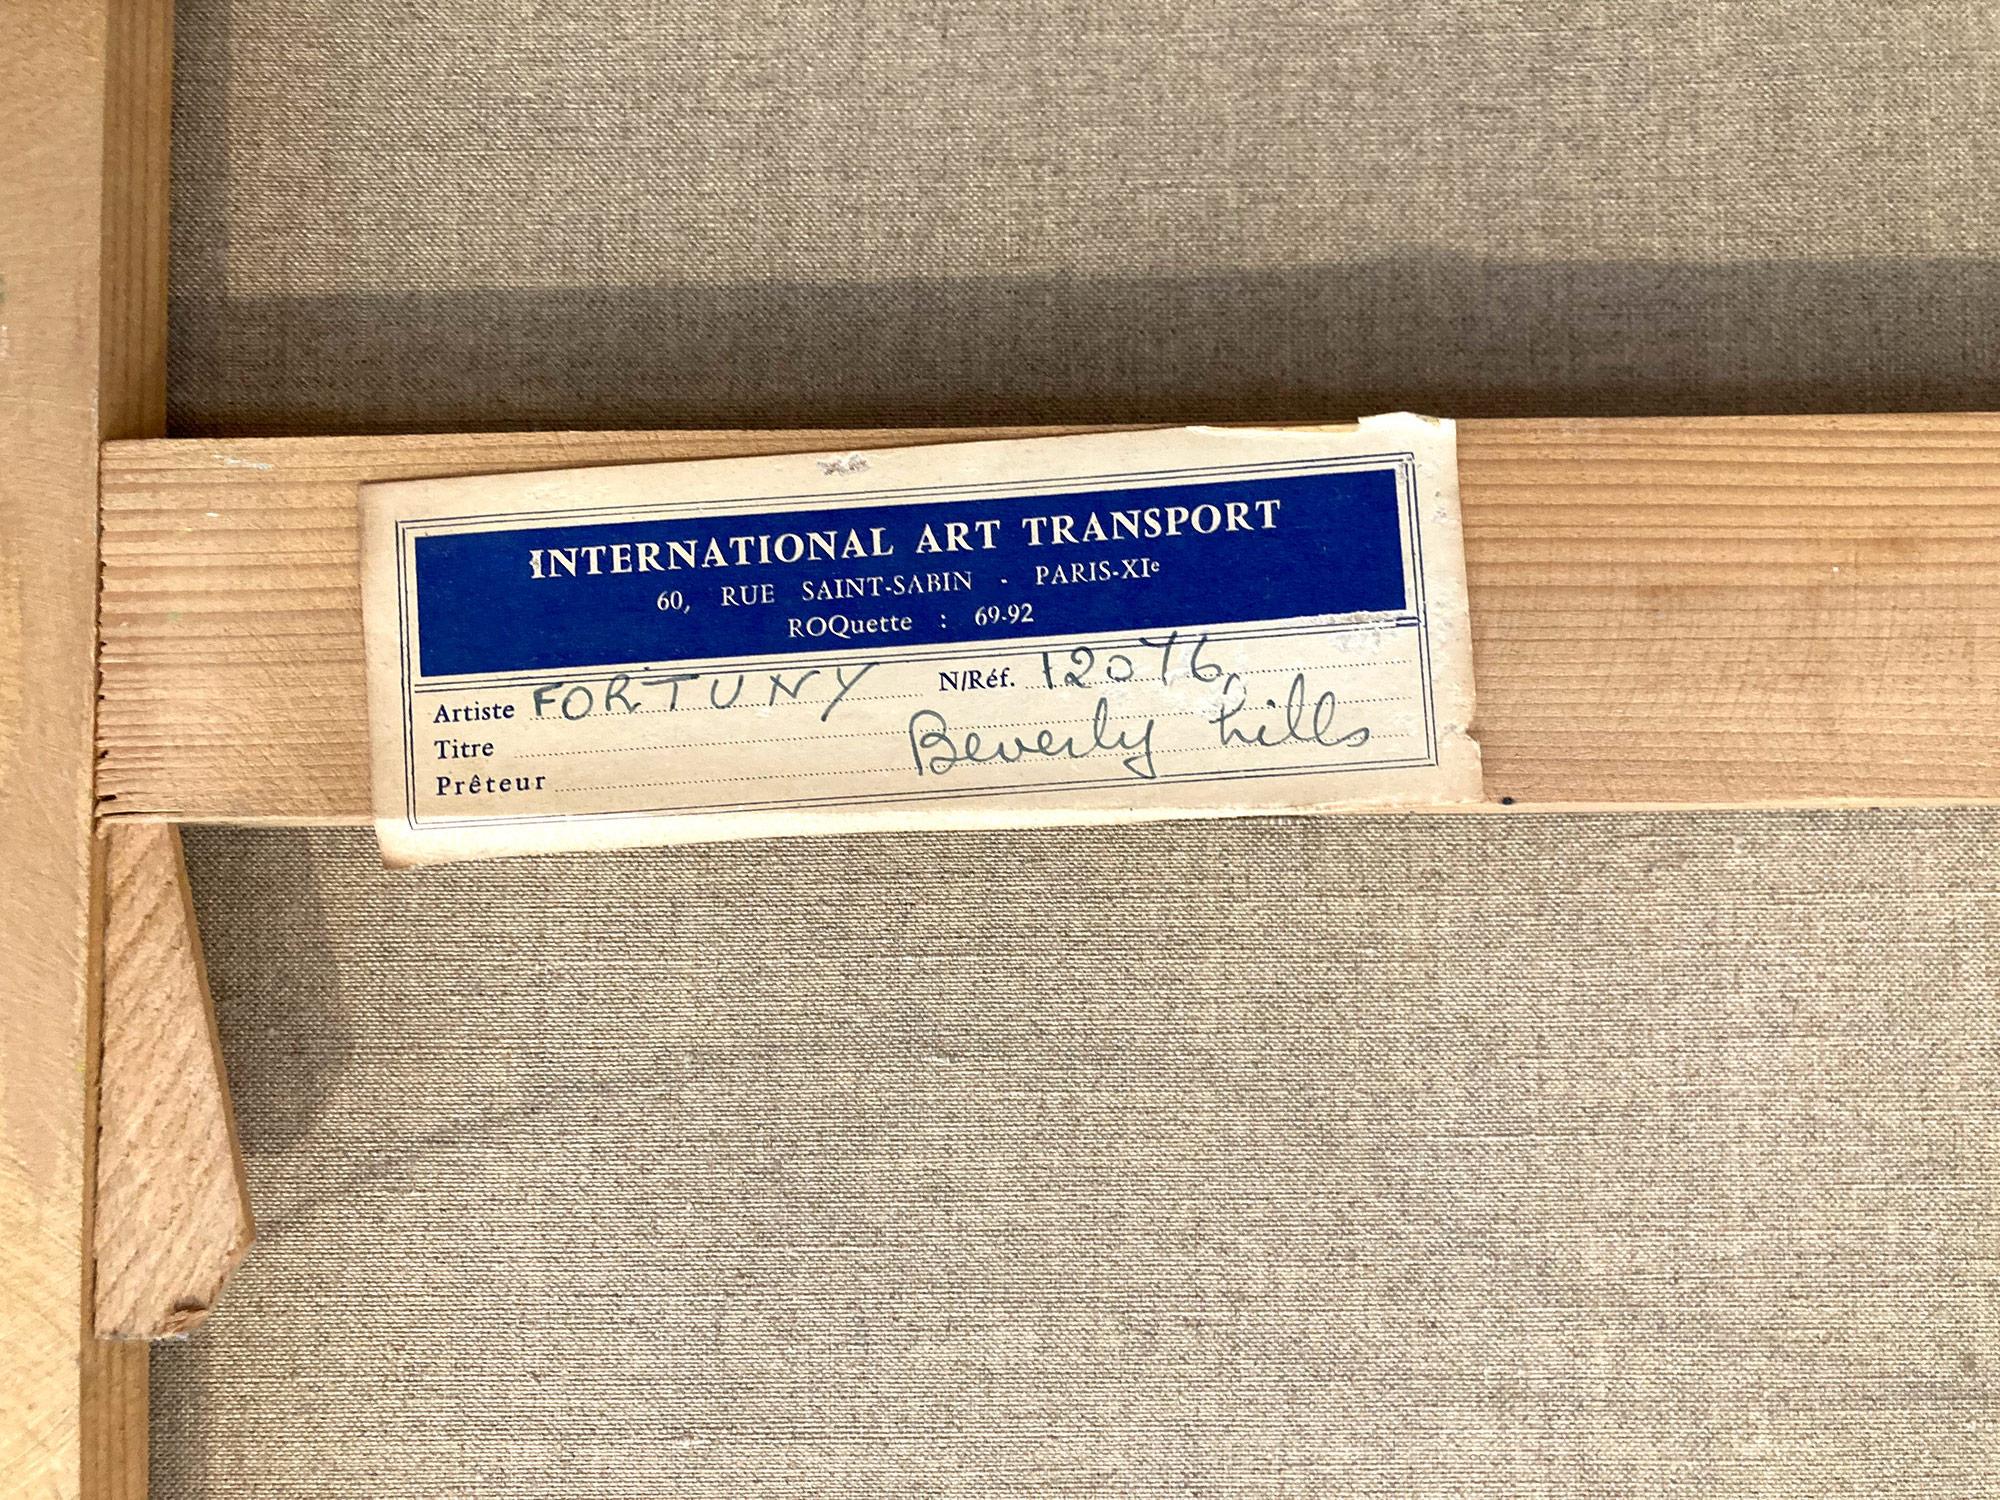 INTERNATIONAL ART TRANSPORT
60, RUE SAINT-SABIN - PARIS-XIe
ROQuette : 69-92
Artiste FORTUNY N/Réf. 12076
Titre
Beverly hills
Prêteur